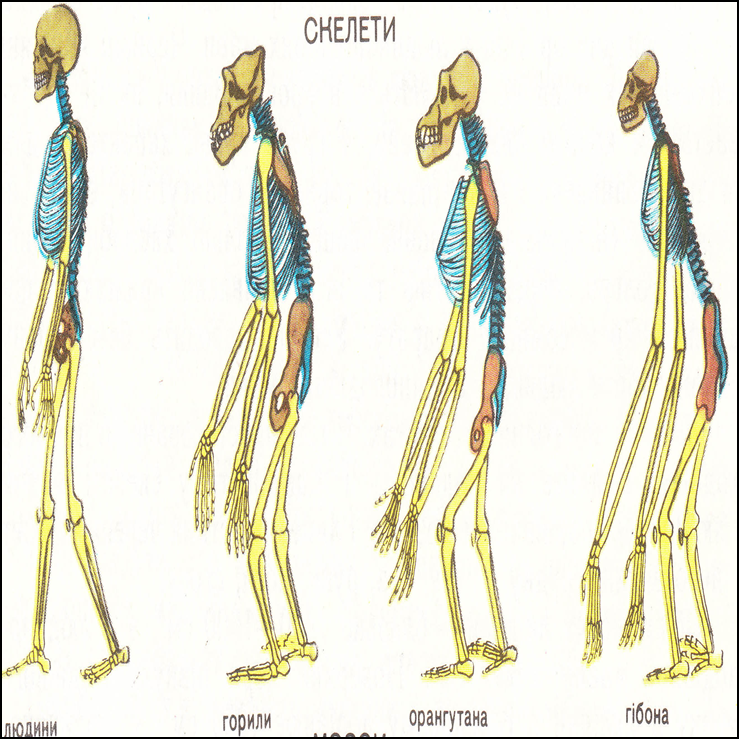 СКЕЛЕТИ
людини
горили
орангутана
гібона